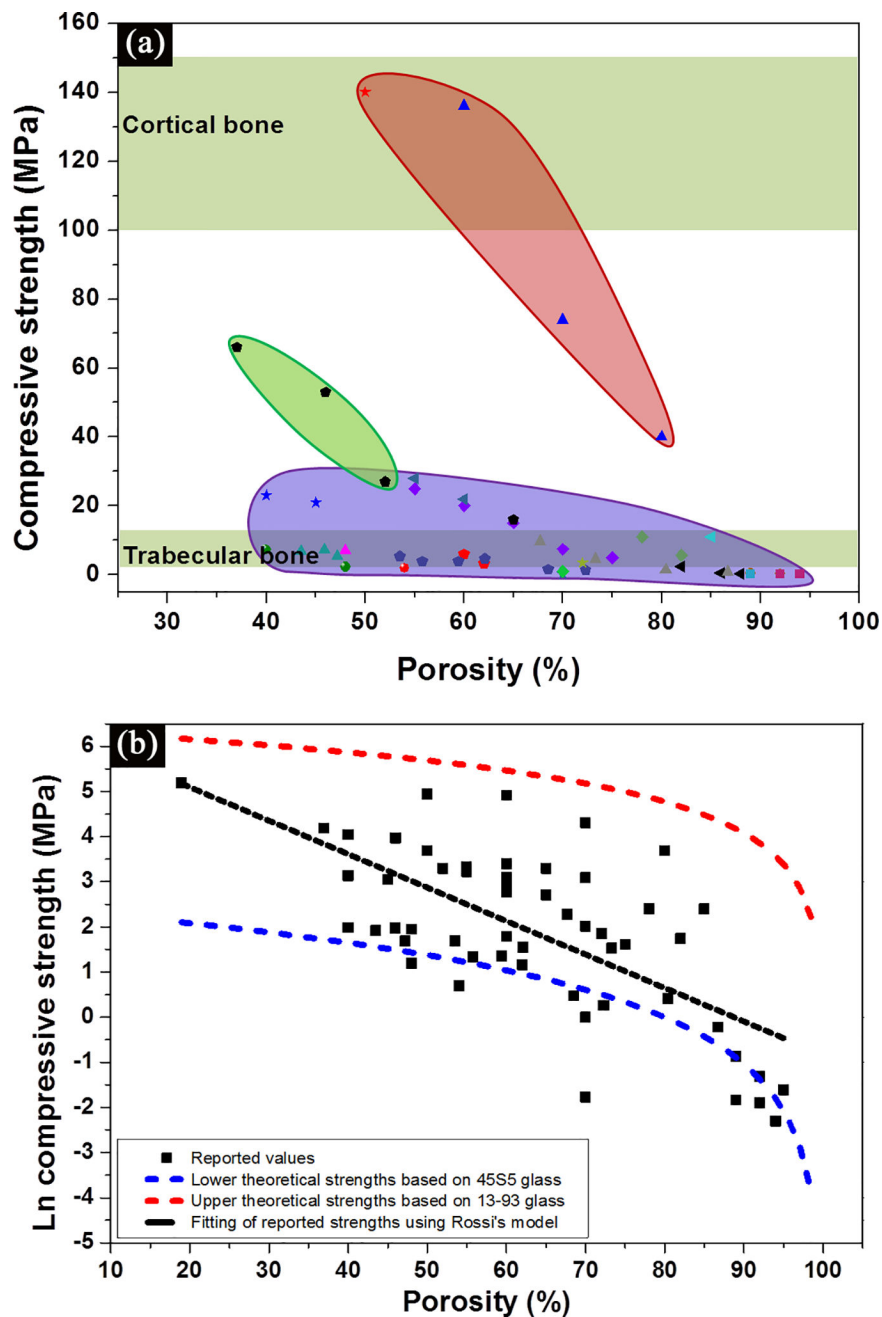 (a)
Compressive strength (MPa)
160
140
120
100
80
60
40
20
0
Cortical bone
Trabecular bone
30 40 50 60 70 80 90 100
Porosity (%)
(b)
Ln compressive strength (MPa)
6
5
4
3
2
1
0
-1
-2
-3
-4
-5
Reported values
Lower theoretical strengths based on 45S5 glass
Upper theoretical strengths based on 13-93 glass
Fitting of reported strengths using Rossi's model
10 20 30 40 50 60 70 80 90 100
Porosity (%)